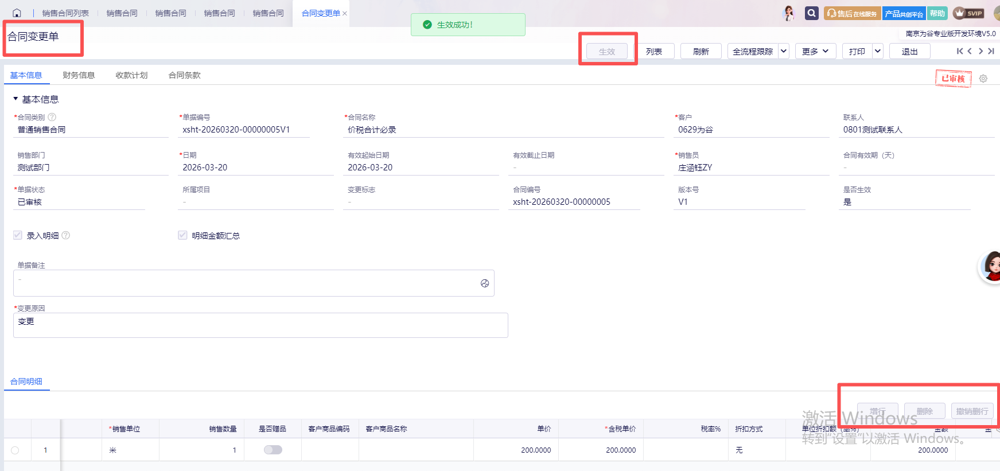 销售合同列表 销售合同 销售合同 销售合同 销售合同 合同变更单
售后在线服务 产品共创平台 帮助 SVIP
生效成功！
合同变更单
南京为谷专业版开发环境V5.0
生效 列表 刷新 全流程跟踪 更多 打印 退出
基本信息 财务信息 收款计划 合同条款
已审核
基本信息
*合同类别 *单据编号 *合同名称 *客户 联系人
普通销售合同 xsht-20260320-00000005V1 价税合计必录 0629为谷 0801测试联系人
销售部门 *日期 有效起始日期 有效截止日期 *销售员 合同有效期（天）
测试部门 2026-03-20 2026-03-20 - 庄涵钰ZY -
*单据状态 所属项目 变更标志 合同编号 版本号 是否生效
已审核 - - xsht-20260320-00000005 V1 是
录入明细 明细金额汇总
单据备注
-
*变更原因
变更
合同明细
增行 删除 撤销删行
激活 Windows
*销售单位 销售数量 是否赠品 客户商品编码 客户商品名称 单价 *含税单价 税率% 折扣方式 单位折扣额（率%） 金额
转到"设置"以激活 Windows。
1 米 1 200.0000 200.0000 无 200.0000